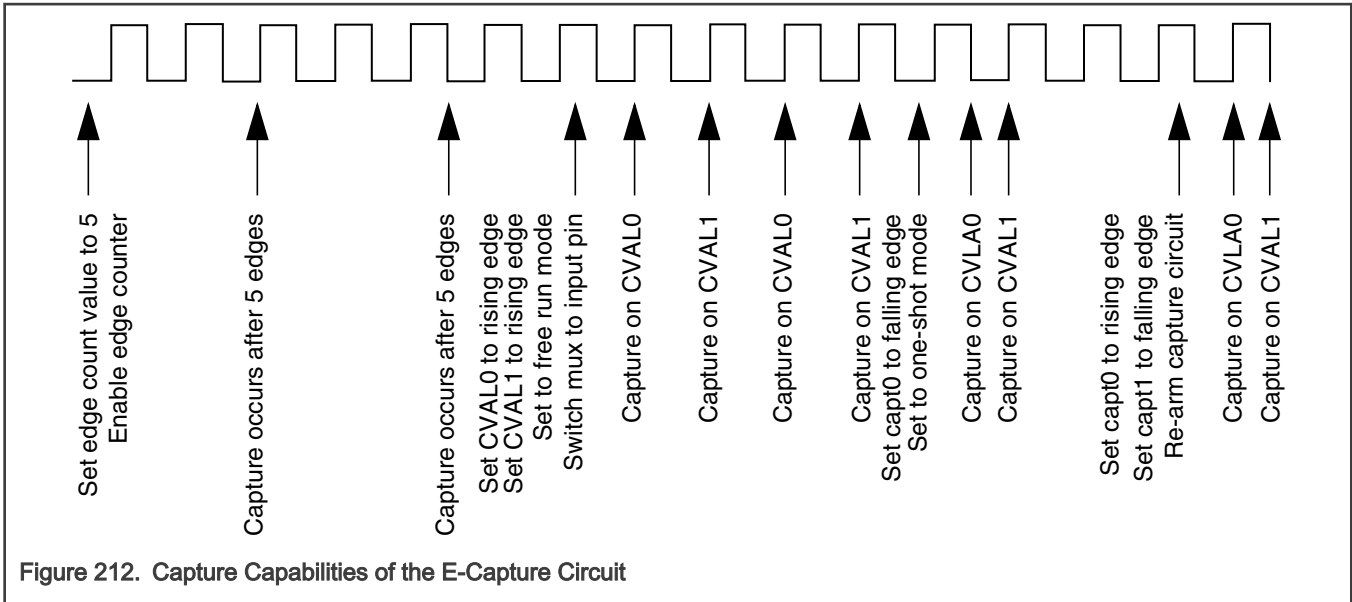 Set edge count value to 5
Enable edge counter
Capture occurs after 5 edges
Capture occurs after 5 edges
Set CVAL0 to rising edge
Set CVAL1 to rising edge
Set to free run mode
Switch mux to input pin
Capture on CVAL0
Capture on CVAL1
Capture on CVAL0
Capture on CVAL1
Set capt0 to falling edge
Set to one-shot mode
Capture on CVLA0
Capture on CVAL1
Set capt0 to rising edge
Set capt1 to falling edge
Re-arm capture circuit
Capture on CVLA0
Capture on CVAL1
Figure 212. Capture Capabilities of the E-Capture Circuit